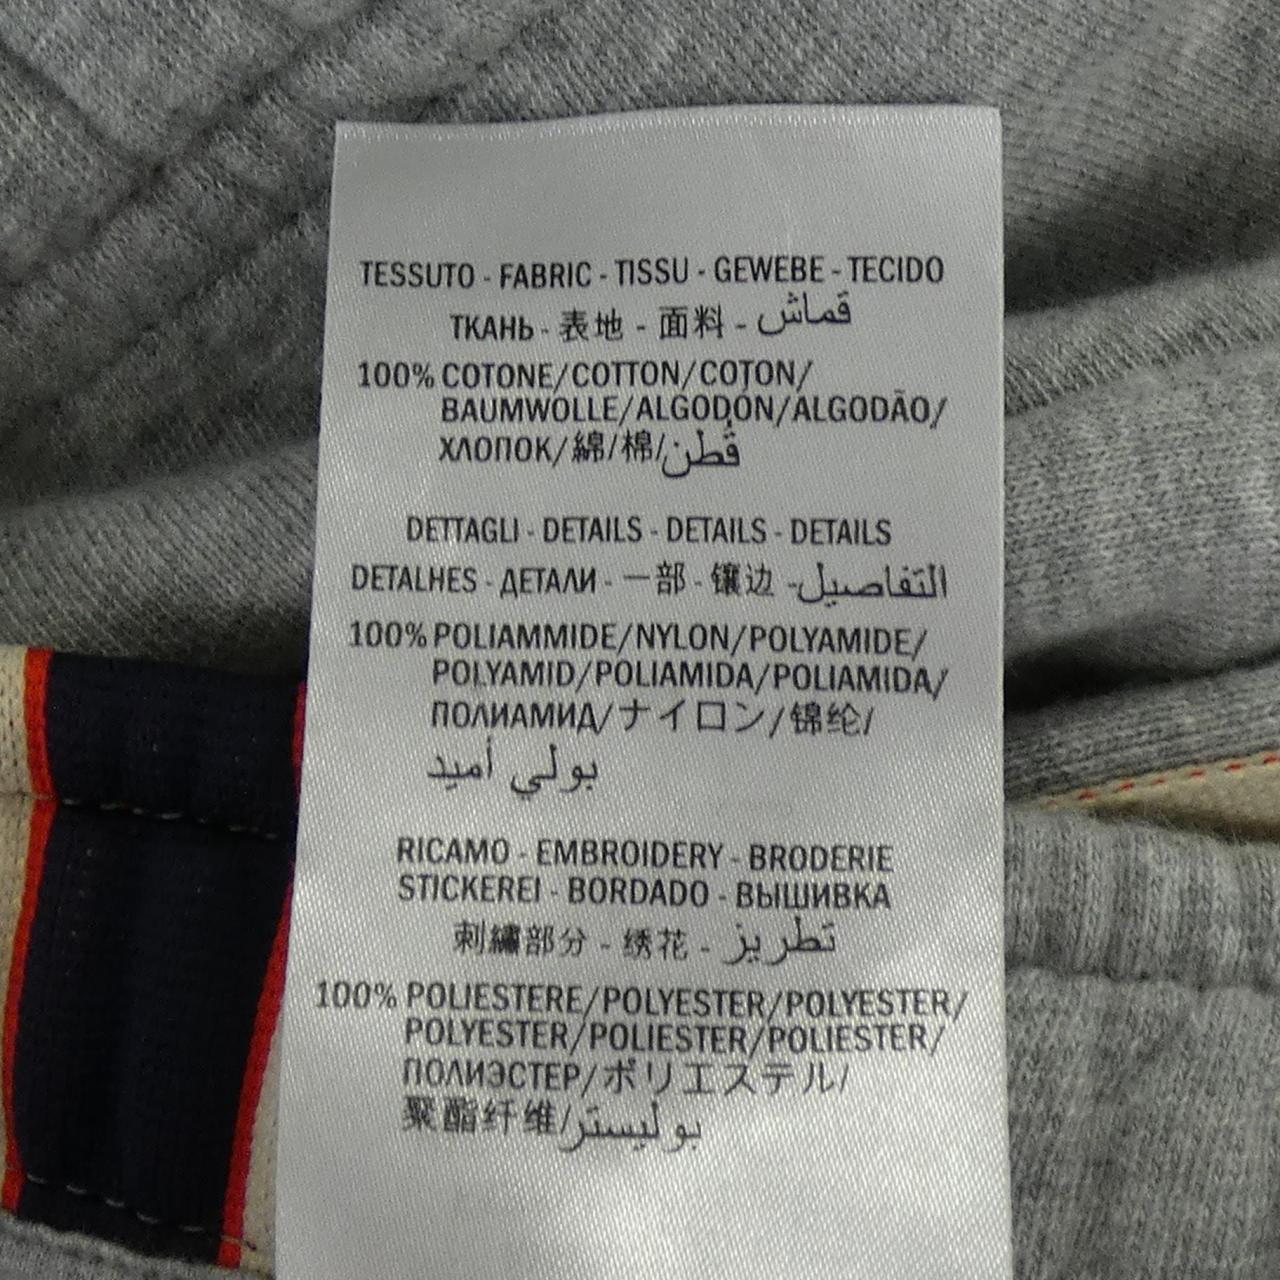 TESSUTO - FABRIC - TISSU - GEWEBE - TECIDO
ТКАНЬ - 表地 - 面料 - قماش
100% COTONE/COTTON/COTON/
BAUMWOLLE/ALGODÓN/ALGODÃO/
ХЛОПОК/綿/棉/قُطن
DETTAGLI - DETAILS - DETAILS - DETAILS
DETALHES - ДЕТАЛИ - 一部 - 镶边 - التفاصيل
100% POLIAMMIDE/NYLON/POLYAMIDE/
POLYAMID/POLIAMIDA/POLIAMIDA/
ПОЛИАМИД/ナイロン/锦纶/
بولي أميد
RICAMO - EMBROIDERY - BRODERIE
STICKEREI - BORDADO - ВЫШИВКА
刺繍部分 - 绣花 - تطريز
100% POLIESTERE/POLYESTER/POLYESTER/
POLYESTER/POLIESTER/POLIESTER/
ПОЛИЭСТЕР/ポリエステル/
聚酯纤维/بوليستر